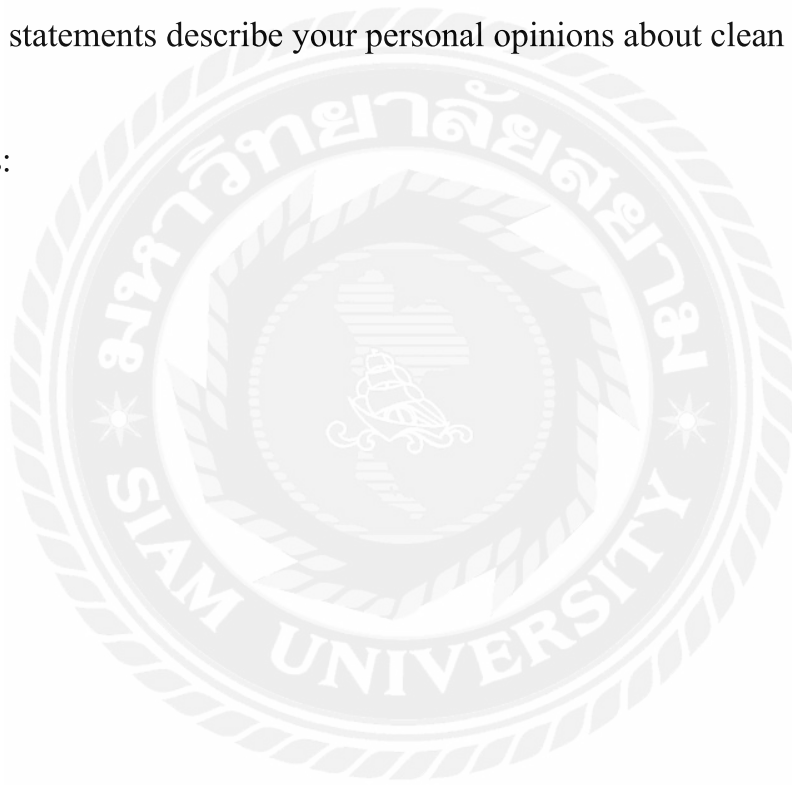 statements describe your personal opinions about clean
:
มหาวิทยาลัยสยาม
SIAM UNIVERSITY